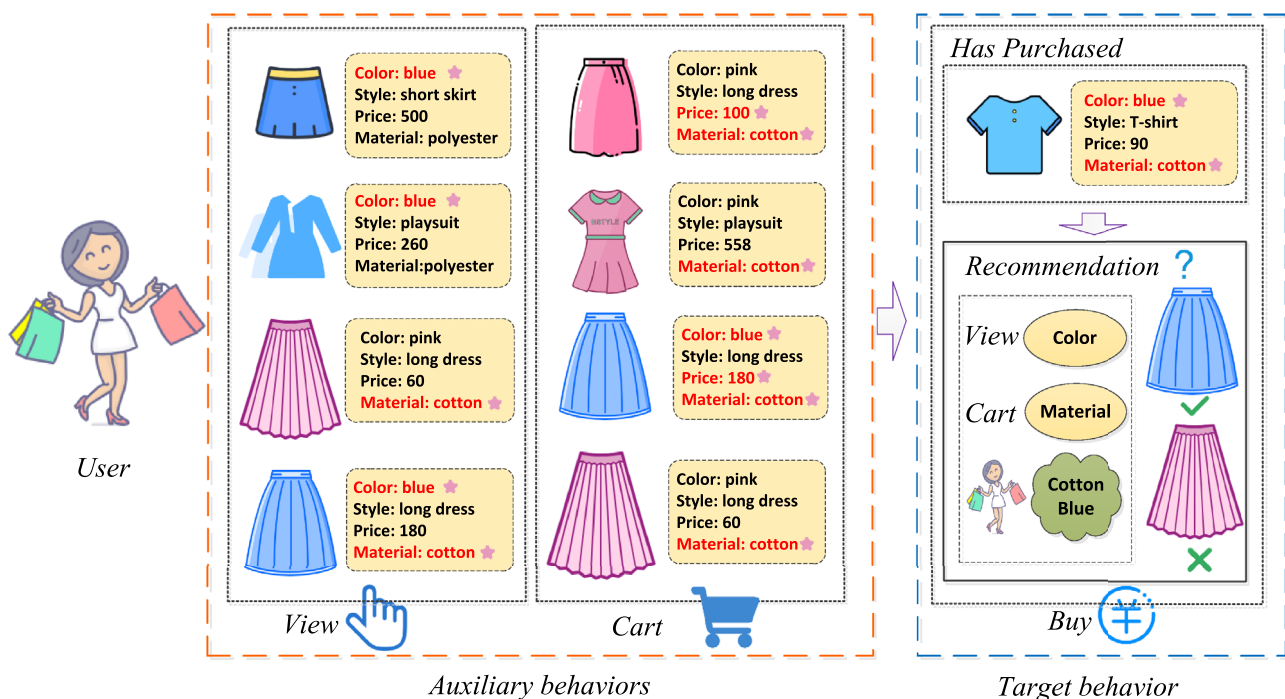 User
Color: blue
Style: short skirt
Price: 500
Material: polyester
Color: blue
Style: playsuit
Price: 260
Material:polyester
Color: pink
Style: long dress
Price: 60
Material: cotton
Color: blue
Style: long dress
Price: 180
Material: cotton
View
Color: pink
Style: long dress
Price: 100
Material: cotton
Color: pink
Style: playsuit
Price: 558
Material: cotton
Color: blue
Style: long dress
Price: 180
Material: cotton
Color: pink
Style: long dress
Price: 60
Material: cotton
Cart
Auxiliary behaviors
Has Purchased
Color: blue
Style: T-shirt
Price: 90
Material: cotton
Recommendation ?
View
Color
Cart
Material
Cotton
Blue
Buy
¥
Target behavior